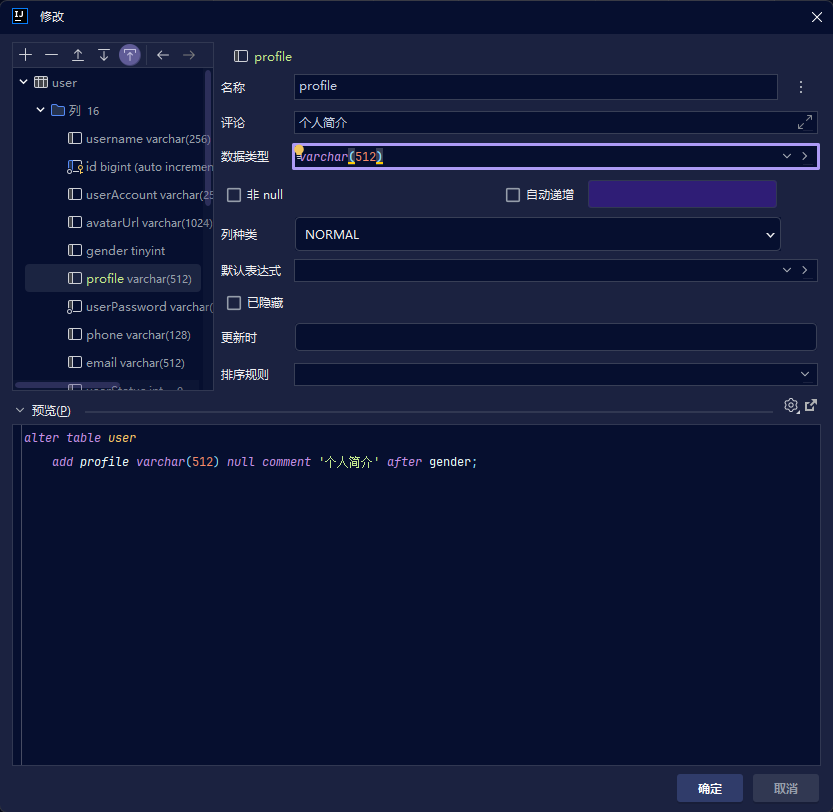 修改
profile
user
列 16
username varchar(256)
id bigint (auto incremen
userAccount varchar(25
avatarUrl varchar(1024)
gender tinyint
profile varchar(512)
userPassword varchar(
phone varchar(128)
email varchar(512)
userStatus int = 0
名称
profile
评论
个人简介
数据类型
varchar(512)
非 null
自动递增
列种类
NORMAL
默认表达式
已隐藏
更新时
排序规则
预览(P)
alter table user
add profile varchar(512) null comment '个人简介' after gender;
确定
取消